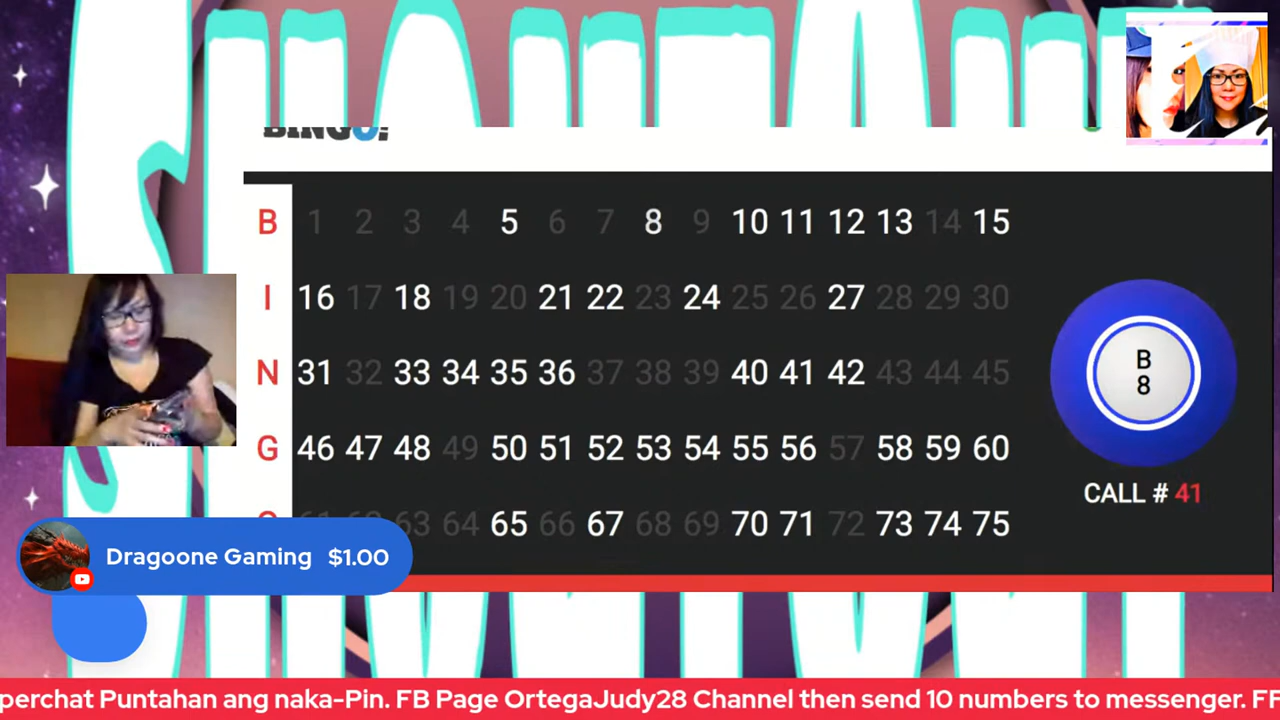 BINGO!
B 1 2 3 4 5 6 7 8 9 10 11 12 13 14 15
I 16 17 18 19 20 21 22 23 24 25 26 27 28 29 30
N 31 32 33 34 35 36 37 38 39 40 41 42 43 44 45
G 46 47 48 49 50 51 52 53 54 55 56 57 58 59 60
63 64 65 66 67 68 69 70 71 72 73 74 75
B
8
CALL # 41
Dragoone Gaming $1.00
perchat Puntahan ang naka-Pin. FB Page OrtegaJudy28 Channel then send 10 numbers to messenger. FF